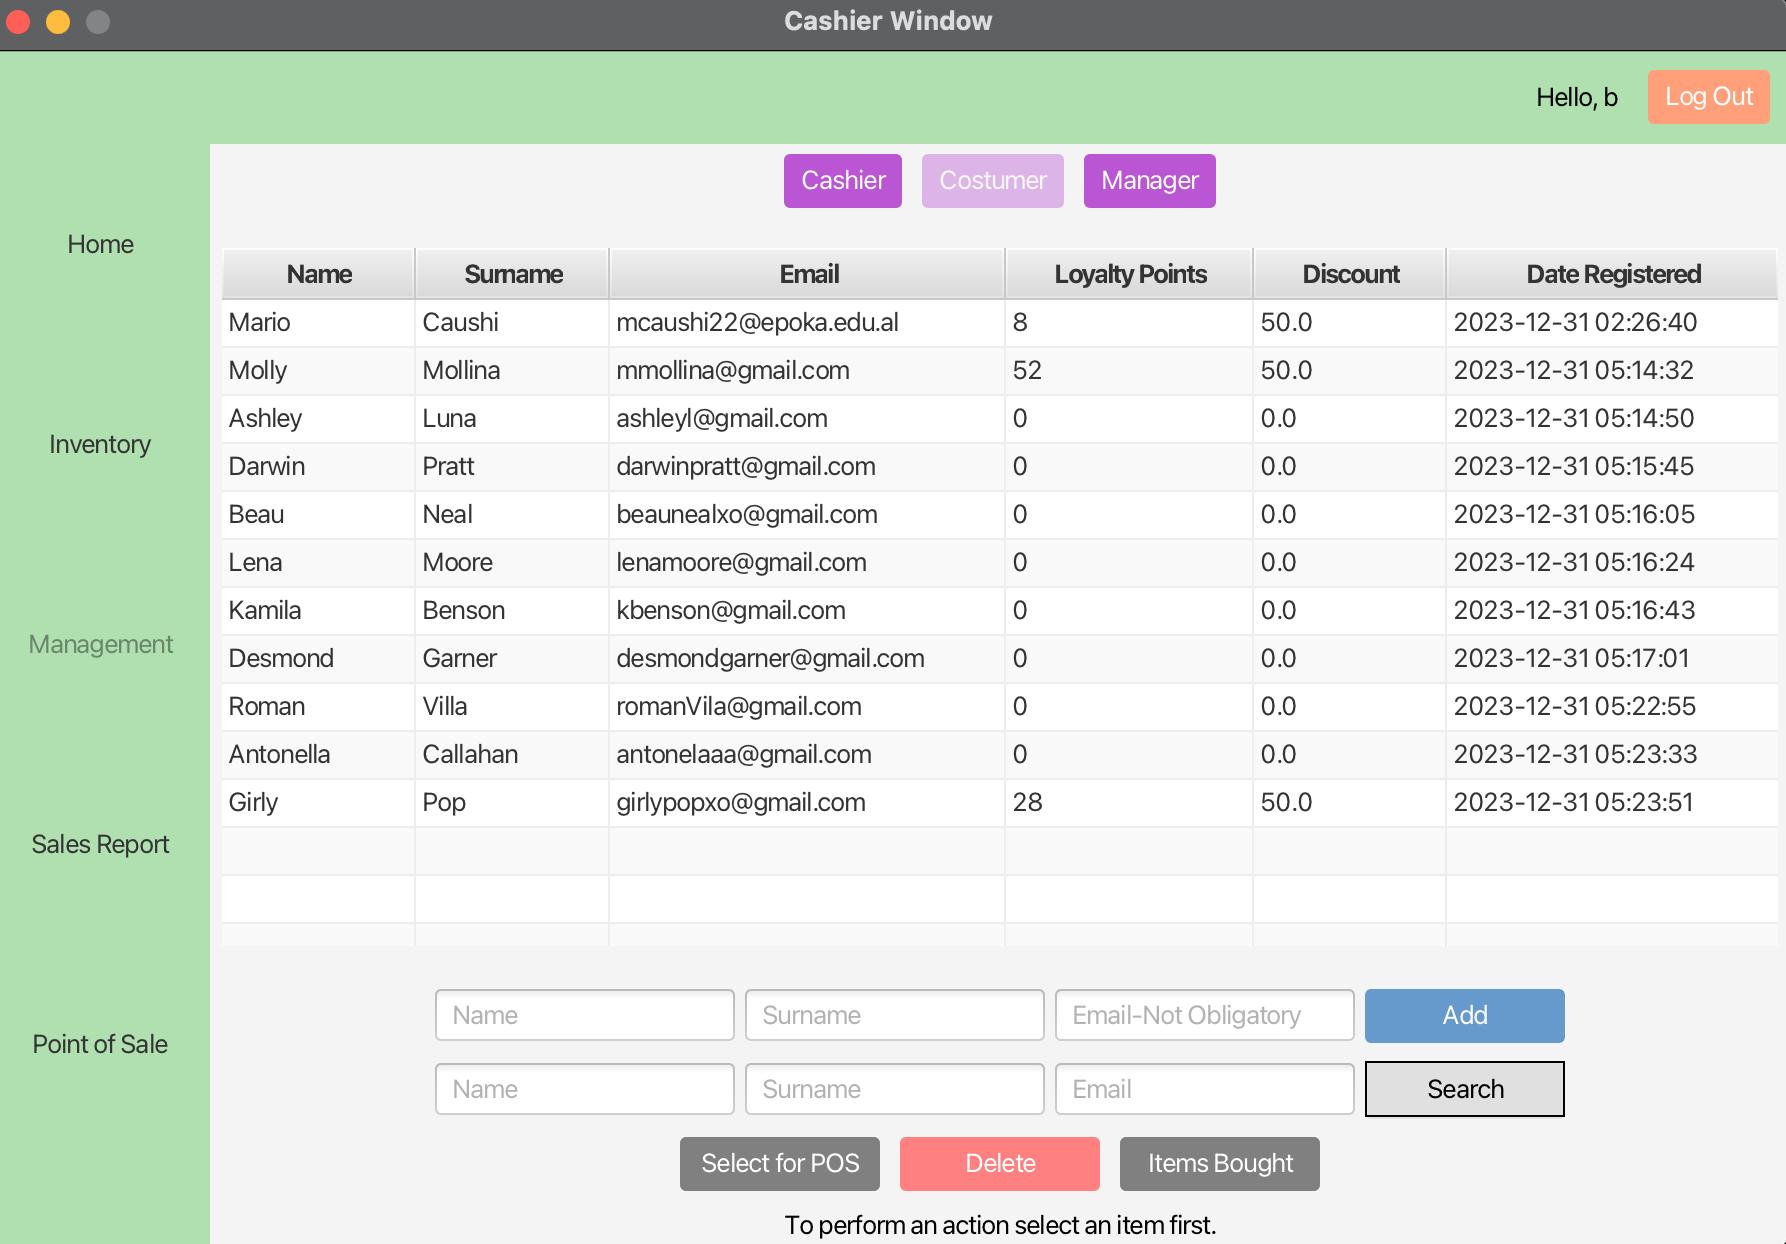 Cashier Window
Hello, b Log Out
Cashier Costumer Manager
Home
Inventory
Management
Sales Report
Point of Sale
Name Surname Email Loyalty Points Discount Date Registered
Mario Caushi mcaushi22@epoka.edu.al 8 50.0 2023-12-31 02:26:40
Molly Mollina mmollina@gmail.com 52 50.0 2023-12-31 05:14:32
Ashley Luna ashleyl@gmail.com 0 0.0 2023-12-31 05:14:50
Darwin Pratt darwinpratt@gmail.com 0 0.0 2023-12-31 05:15:45
Beau Neal beaunealxo@gmail.com 0 0.0 2023-12-31 05:16:05
Lena Moore lenamoore@gmail.com 0 0.0 2023-12-31 05:16:24
Kamila Benson kbenson@gmail.com 0 0.0 2023-12-31 05:16:43
Desmond Garner desmondgarner@gmail.com 0 0.0 2023-12-31 05:17:01
Roman Villa romanVila@gmail.com 0 0.0 2023-12-31 05:22:55
Antonella Callahan antonelaaa@gmail.com 0 0.0 2023-12-31 05:23:33
Girly Pop girlypopxo@gmail.com 28 50.0 2023-12-31 05:23:51
Name Surname Email-Not Obligatory Add
Name Surname Email Search
Select for POS Delete Items Bought
To perform an action select an item first.